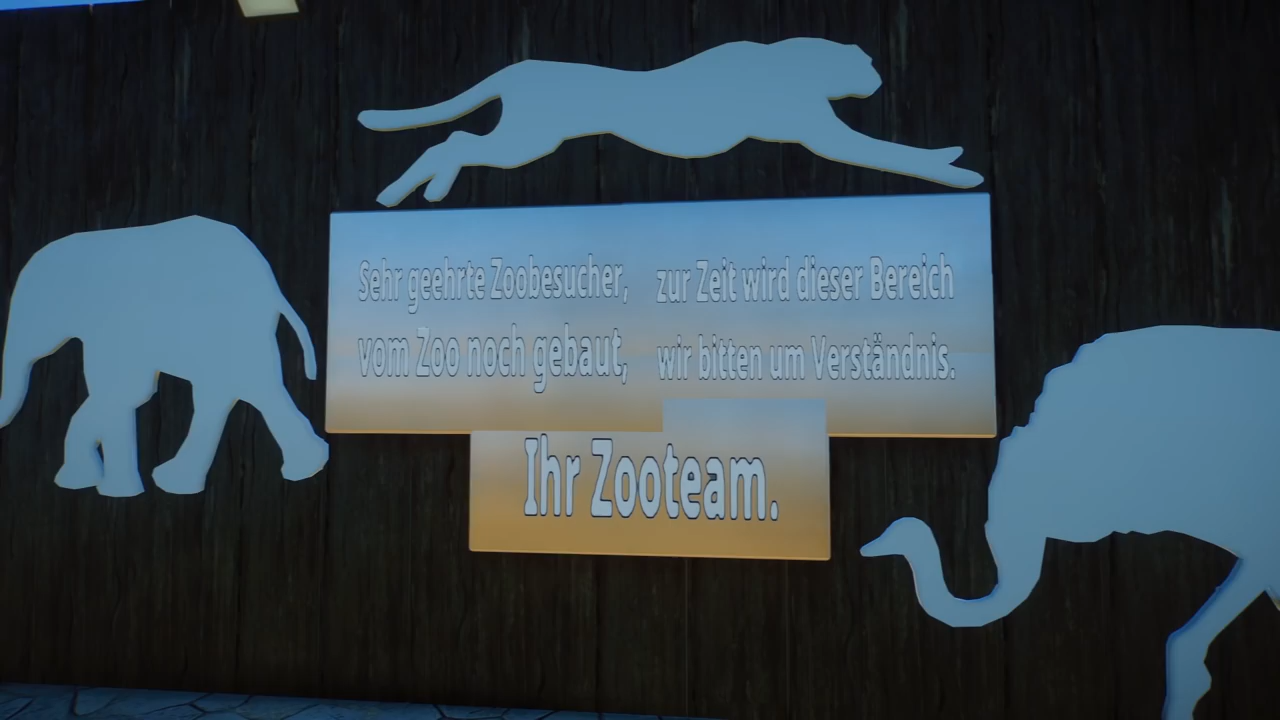 Sehr geehrte Zoobesucher, zur Zeit wird dieser Bereich
vom Zoo noch gebaut, wir bitten um Verständnis.
Ihr Zooteam.